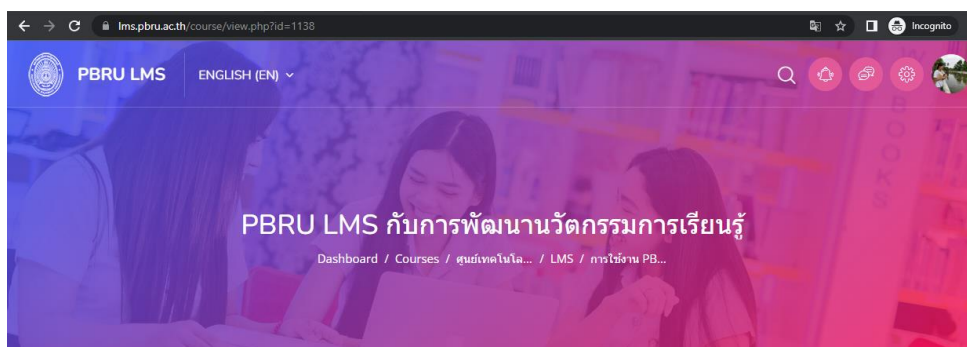 lms.pbru.ac.th/course/view.php?id=1138
Incognito
PBRU LMS
ENGLISH (EN)
BOOKS
PBRU LMS กับการพัฒนานวัตกรรมการเรียนรู้
Dashboard / Courses / ศูนย์เทคโนโล... / LMS / การใช้งาน PB...